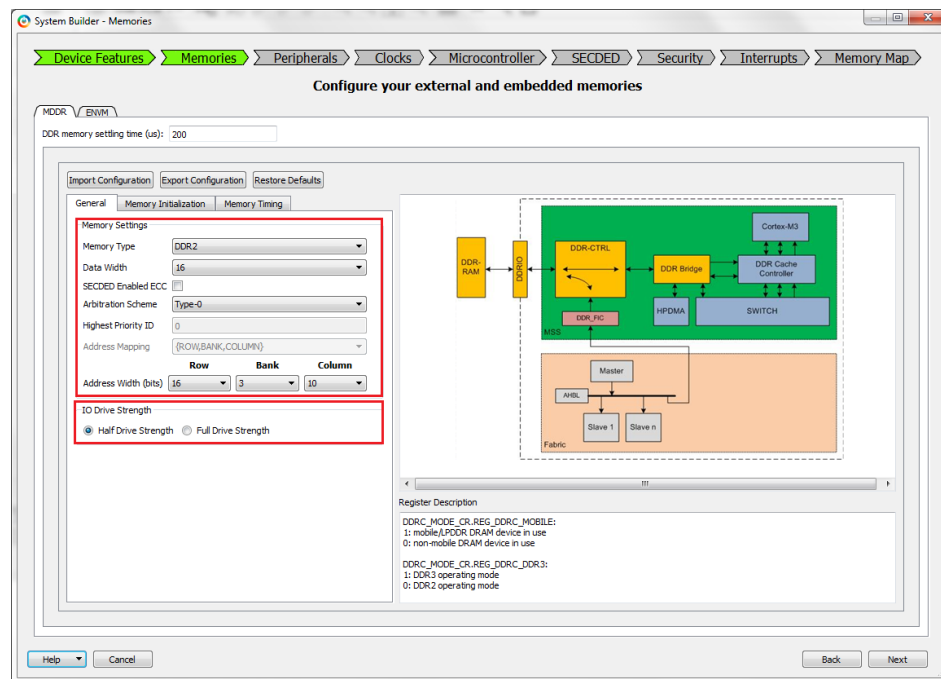 System Builder - Memories
Device Features Memories Peripherals Clocks Microcontroller SECDED Security Interrupts Memory Map
Configure your external and embedded memories
MDDR ENVM
DDR memory settling time (us): 200
Import Configuration Export Configuration Restore Defaults
General Memory Initialization Memory Timing
Memory Settings
Memory Type DDR2
Data Width 16
SECDED Enabled ECC
Arbitration Scheme Type-0
Highest Priority ID 0
Address Mapping {ROW,BANK,COLUMN}
Row Bank Column
Address Width (bits) 16 3 10
IO Drive Strength
Half Drive Strength Full Drive Strength
DDR-
RAM
DDRIO
DDR-CTRL
DDR_FIC
DDR Bridge
HPDMA
Cortex-M3
DDR Cache
Controller
SWITCH
MSS
Master
AHBL
Slave 1 Slave n
Fabric
Register Description
DDRC_MODE_CR.REG_DDRC_MOBILE:
1: mobile/LPDDR DRAM device in use
0: non-mobile DRAM device in use
DDRC_MODE_CR.REG_DDRC_DDR3:
1: DDR3 operating mode
0: DDR2 operating mode
Help Cancel Back Next